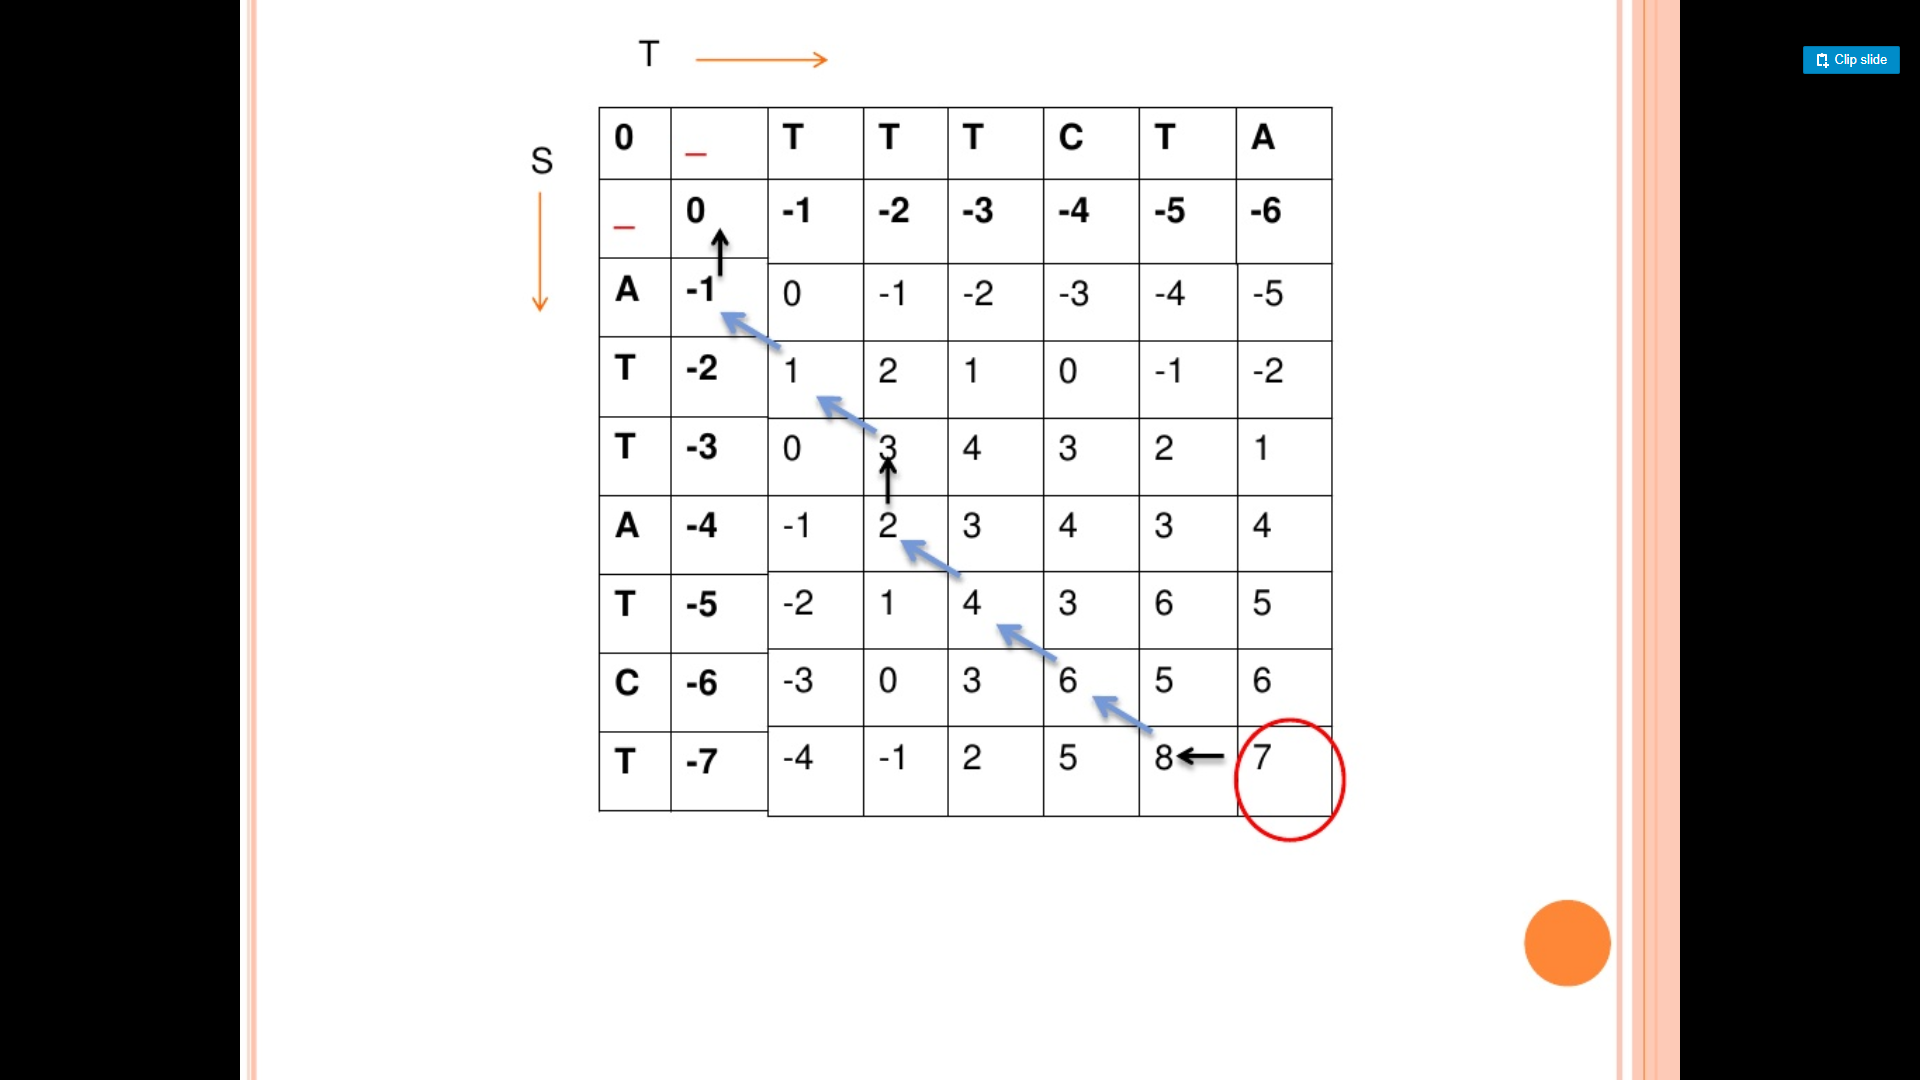 T
Clip slide
S
0 _ T T T C T A
_ 0 -1 -2 -3 -4 -5 -6
A -1 0 -1 -2 -3 -4 -5
T -2 1 2 1 0 -1 -2
T -3 0 3 4 3 2 1
A -4 -1 2 3 4 3 4
T -5 -2 1 4 3 6 5
C -6 -3 0 3 6 5 6
T -7 -4 -1 2 5 8 7